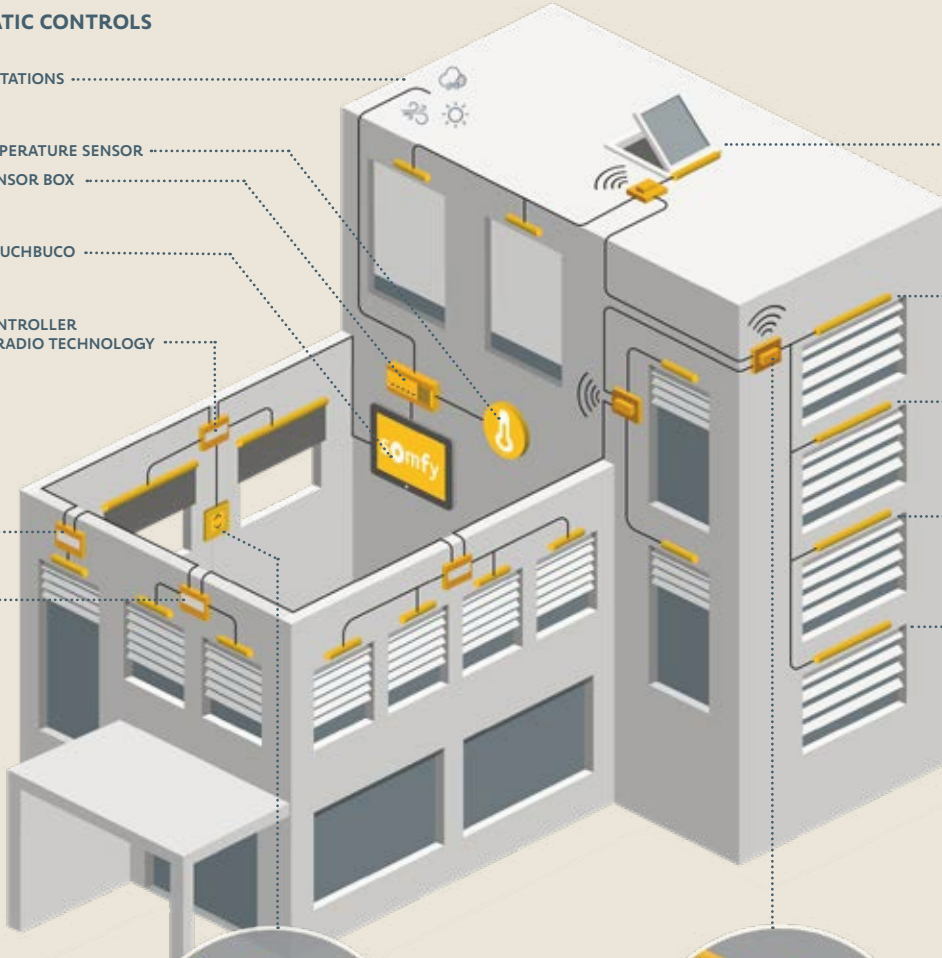 ATIC CONTROLS
TATIONS
PERATURE SENSOR
NSOR BOX
UCHBUCO
NTROLLER
RADIO TECHNOLOGY
somfy